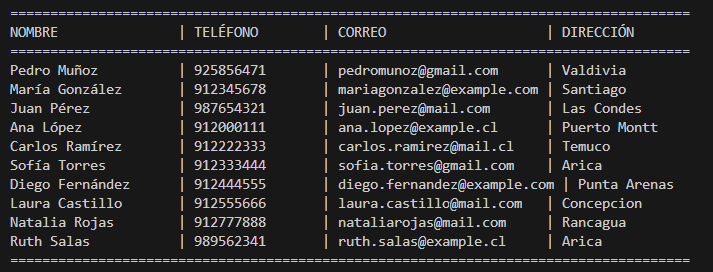 =====================================================================================
NOMBRE               | TELÉFONO        | CORREO                    | DIRECCIÓN
=====================================================================================
Pedro Muñoz          | 925856471       | pedromunoz@gmail.com      | Valdivia
María González       | 912345678       | mariagonzalez@example.com | Santiago
Juan Pérez           | 987654321       | juan.perez@mail.com       | Las Condes
Ana López            | 912000111       | ana.lopez@example.cl      | Puerto Montt
Carlos Ramírez       | 912222333       | carlos.ramirez@mail.cl    | Temuco
Sofía Torres         | 912333444       | sofia.torres@gmail.com    | Arica
Diego Fernández      | 912444555       | diego.fernandez@example.com | Punta Arenas
Laura Castillo       | 912555666       | laura.castillo@mail.com   | Concepcion
Natalia Rojas        | 912777888       | nataliarojas@mail.com     | Rancagua
Ruth Salas           | 989562341       | ruth.salas@example.cl     | Arica
=====================================================================================